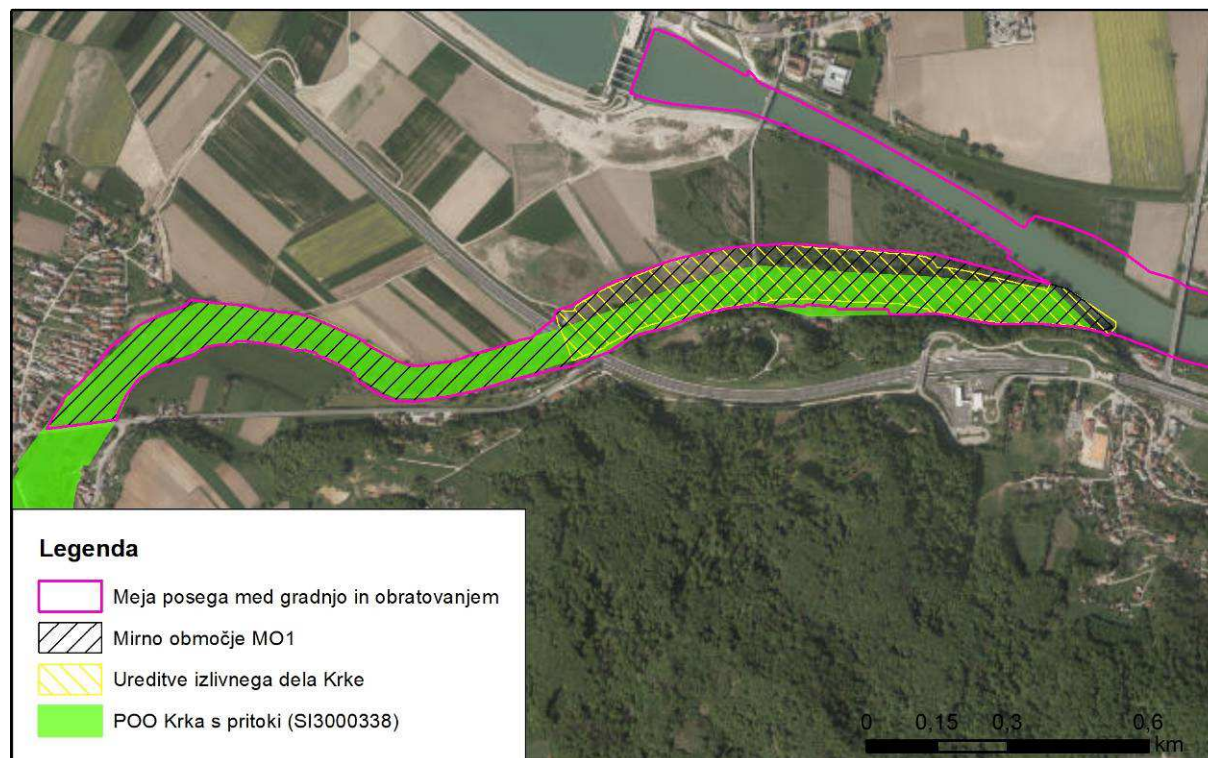 Legenda
Meja posega med gradnjo in obratovanjem
Mirno območje MO1
Ureditve izlivnega dela Krke
POO Krka s pritoki (SI3000338)
0 0,15 0,3 0,6
km